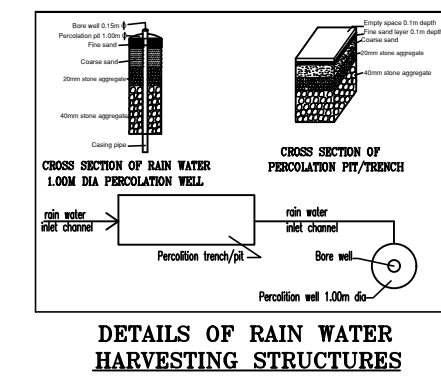 Bore well 0.15m ϕ
Percolation pit 1.00m ϕ
Fine sand
Coarse sand
20mm stone aggregate
40mm stone aggregate
Casing pipe
CROSS SECTION OF RAIN WATER
1.00M DIA PERCOLATION WELL
Empty space 0.1m depth
Fine sand layer 0.1m depth
Coarse sand
20mm stone aggregate
40mm stone aggregate
CROSS SECTION OF
PERCOLATION PIT/TRENCH
rain water
inlet channel
Percolition trench/pit
rain water
inlet channel
Bore well
Percolition well 1.00m dia
DETAILS OF RAIN WATER
HARVESTING STRUCTURES